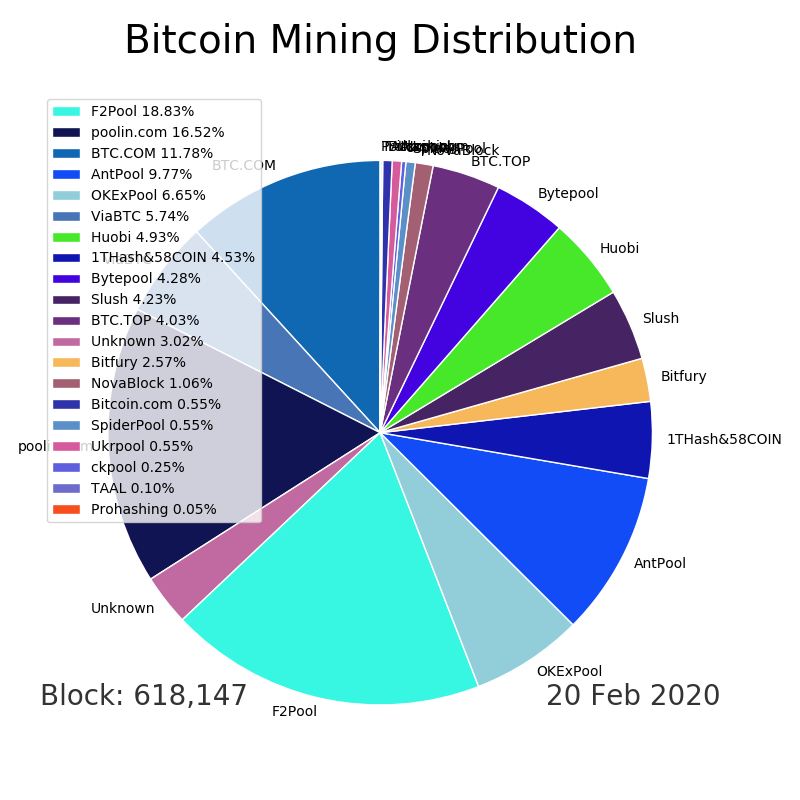 Bitcoin Mining Distribution
F2Pool 18.83%
poolin.com 16.52%
BTC.COM 11.78%
AntPool 9.77%
OKExPool 6.65%
ViaBTC 5.74%
Huobi 4.93%
1THash&58COIN 4.53%
Bytepool 4.28%
Slush 4.23%
BTC.TOP 4.03%
Unknown 3.02%
Bitfury 2.57%
NovaBlock 1.06%
Bitcoin.com 0.55%
SpiderPool 0.55%
Ukrpool 0.55%
ckpool 0.25%
TAAL 0.10%
Prohashing 0.05%
BTC.COM
NovaBlock
BTC.TOP
Bytepool
Huobi
Slush
Bitfury
1THash&58COIN
AntPool
OKExPool
F2Pool
Unknown
Block: 618,147
20 Feb 2020